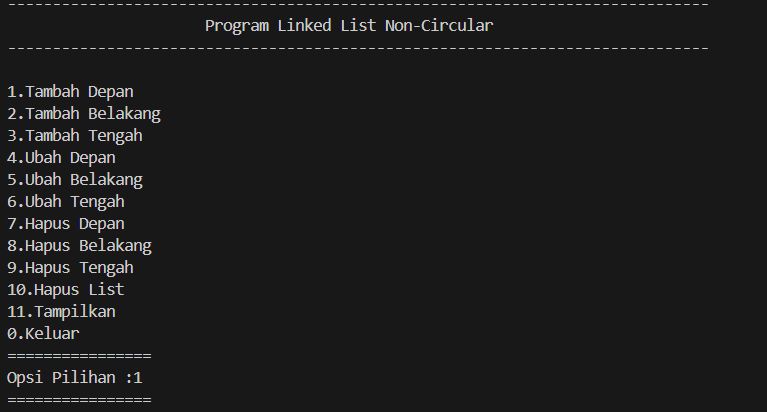 ------------------------------------------------------------------------------
Program Linked List Non-Circular
------------------------------------------------------------------------------
1.Tambah Depan
2.Tambah Belakang
3.Tambah Tengah
4.Ubah Depan
5.Ubah Belakang
6.Ubah Tengah
7.Hapus Depan
8.Hapus Belakang
9.Hapus Tengah
10.Hapus List
11.Tampilkan
0.Keluar
================
Opsi Pilihan :1
================